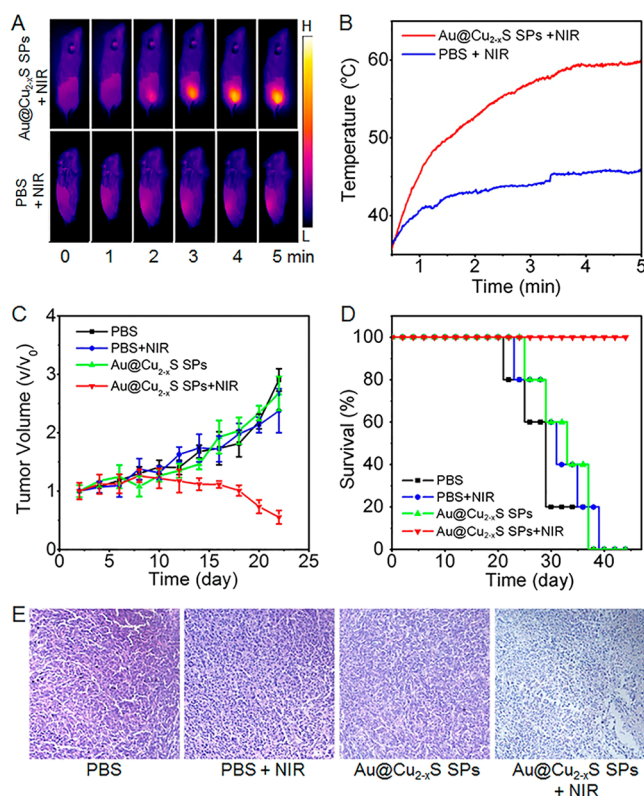 A
Au@Cu₂₋ₓS SPs
+ NIR
PBS
+ NIR
H
L
0 1 2 3 4 5 min
B
Au@Cu₂₋ₓS SPs +NIR
PBS + NIR
Temperature (ºC)
60
50
40
1 2 3 4 5
Time (min)
C
PBS
PBS+NIR
Au@Cu₂₋ₓS SPs
Au@Cu₂₋ₓS SPs+NIR
Tumor Volume (v/v₀)
4
3
2
1
0
0 5 10 15 20 25
Time (day)
D
Survival (%)
100
80
60
40
20
0
PBS
PBS+NIR
Au@Cu₂₋ₓS SPs
Au@Cu₂₋ₓS SPs+NIR
0 10 20 30 40
Time (day)
E
PBS
PBS + NIR
Au@Cu₂₋ₓS SPs
Au@Cu₂₋ₓS SPs
+ NIR